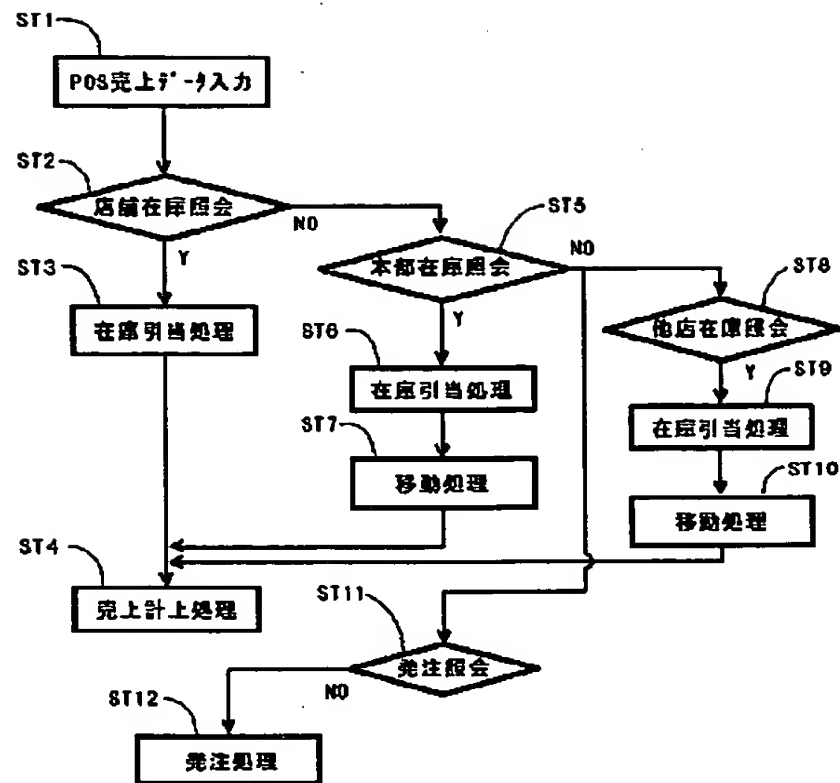 ST1
POS売上データ入力
ST2
店舗在庫照会
NO
Y
ST3
在庫引当処理
ST4
売上計上処理
ST5
本部在庫照会
NO
Y
ST6
在庫引当処理
ST7
移動処理
ST8
他店在庫照会
Y
ST9
在庫引当処理
ST10
移動処理
ST11
発注照会
NO
ST12
発注処理